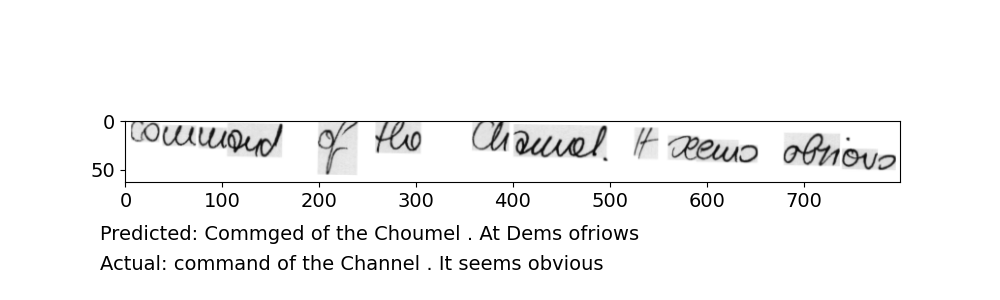 0
command of the Channel. It seems obvious
50
0 100 200 300 400 500 600 700
Predicted: Commged of the Choumel . At Dems ofriows
Actual: command of the Channel . It seems obvious